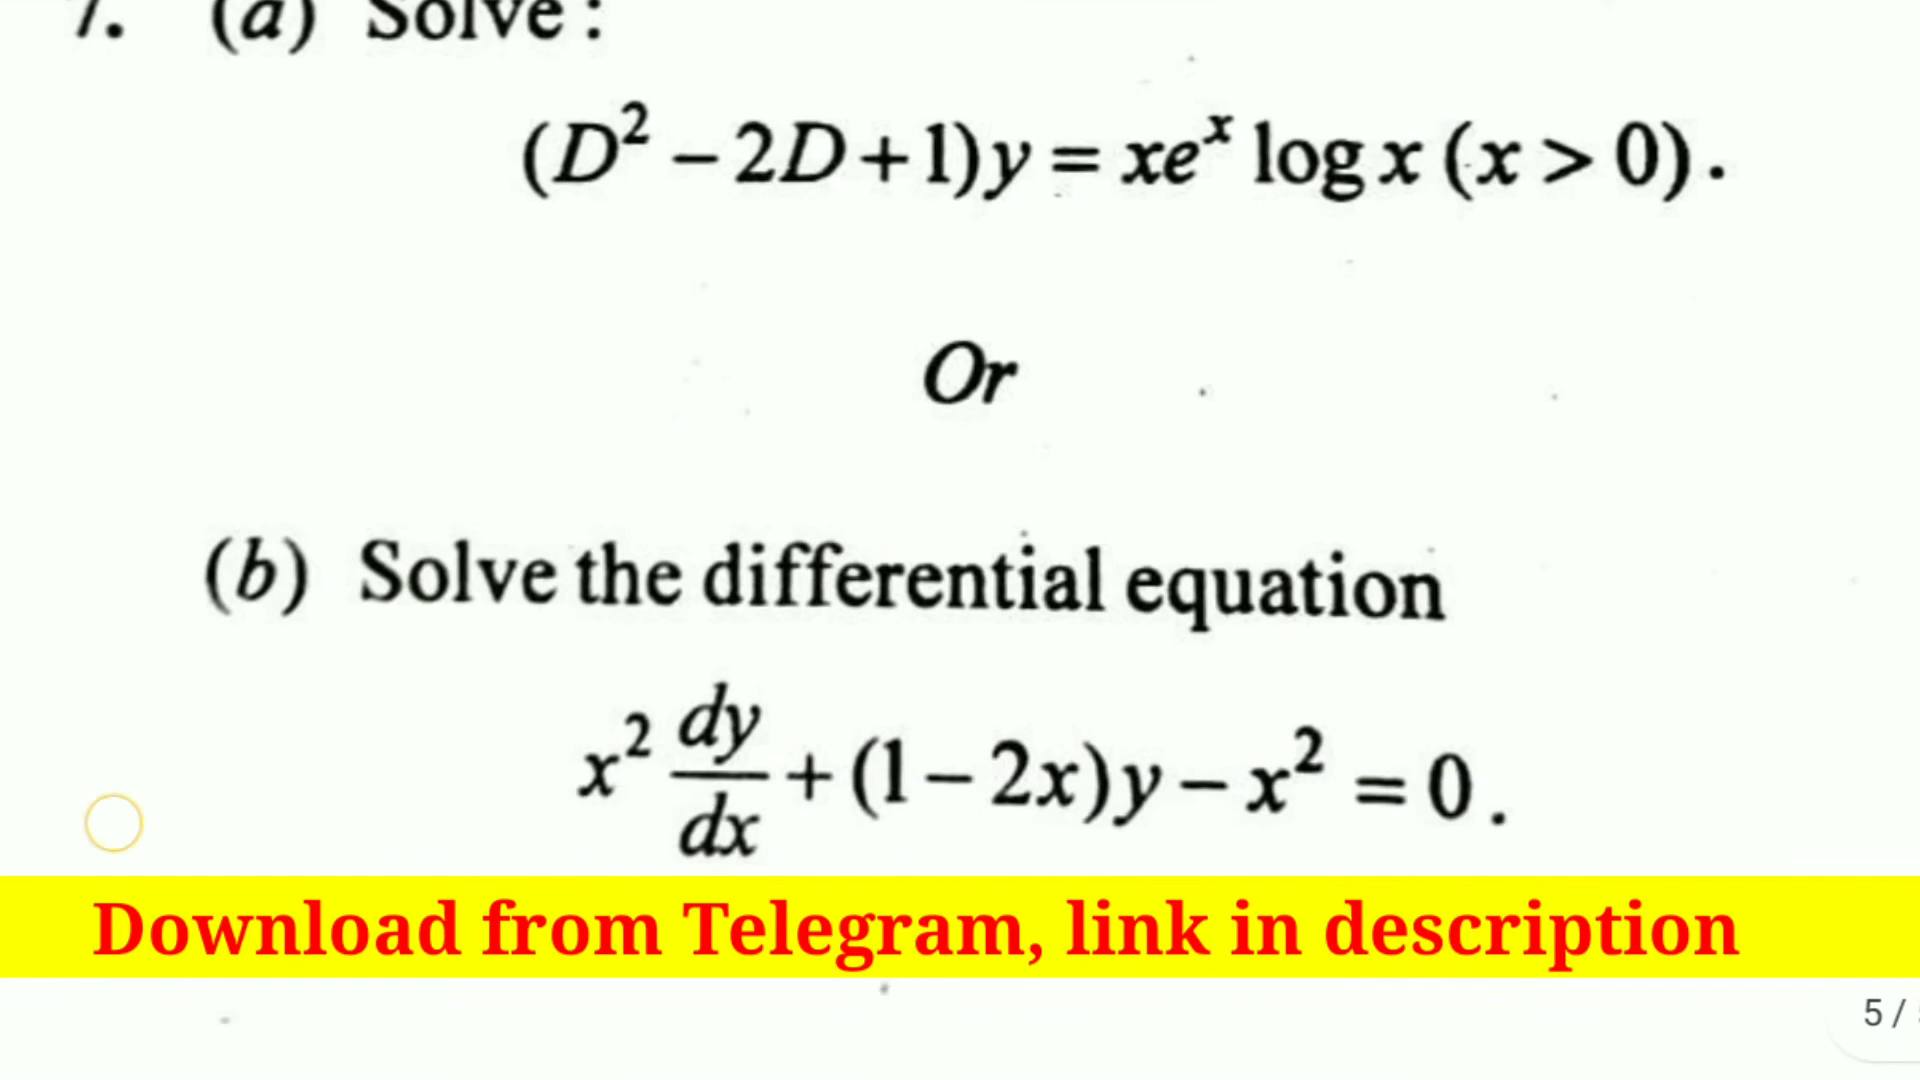 7. (a) Solve :
(D² – 2D + 1) y = xeˣ log x (x > 0) .
Or
(b) Solve the differential equation
x² dy/dx + (1 – 2x) y – x² = 0 .
Download from Telegram, link in description
5 /